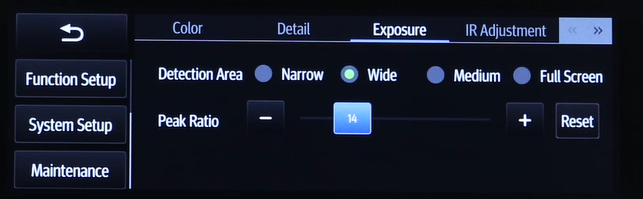 Color Detail Exposure IR Adjustment
Function Setup
Detection Area Narrow Wide Medium Full Screen
System Setup
Peak Ratio − 14 + Reset
Maintenance